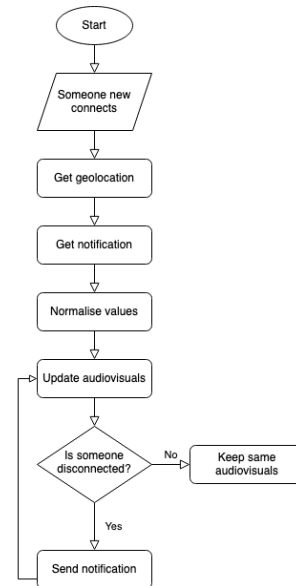 Start
Someone new
connects
Get geolocation
Get notification
Normalise values
Update audiovisuals
Is someone
disconnected?
No
Keep same
audiovisuals
Yes
Send notification